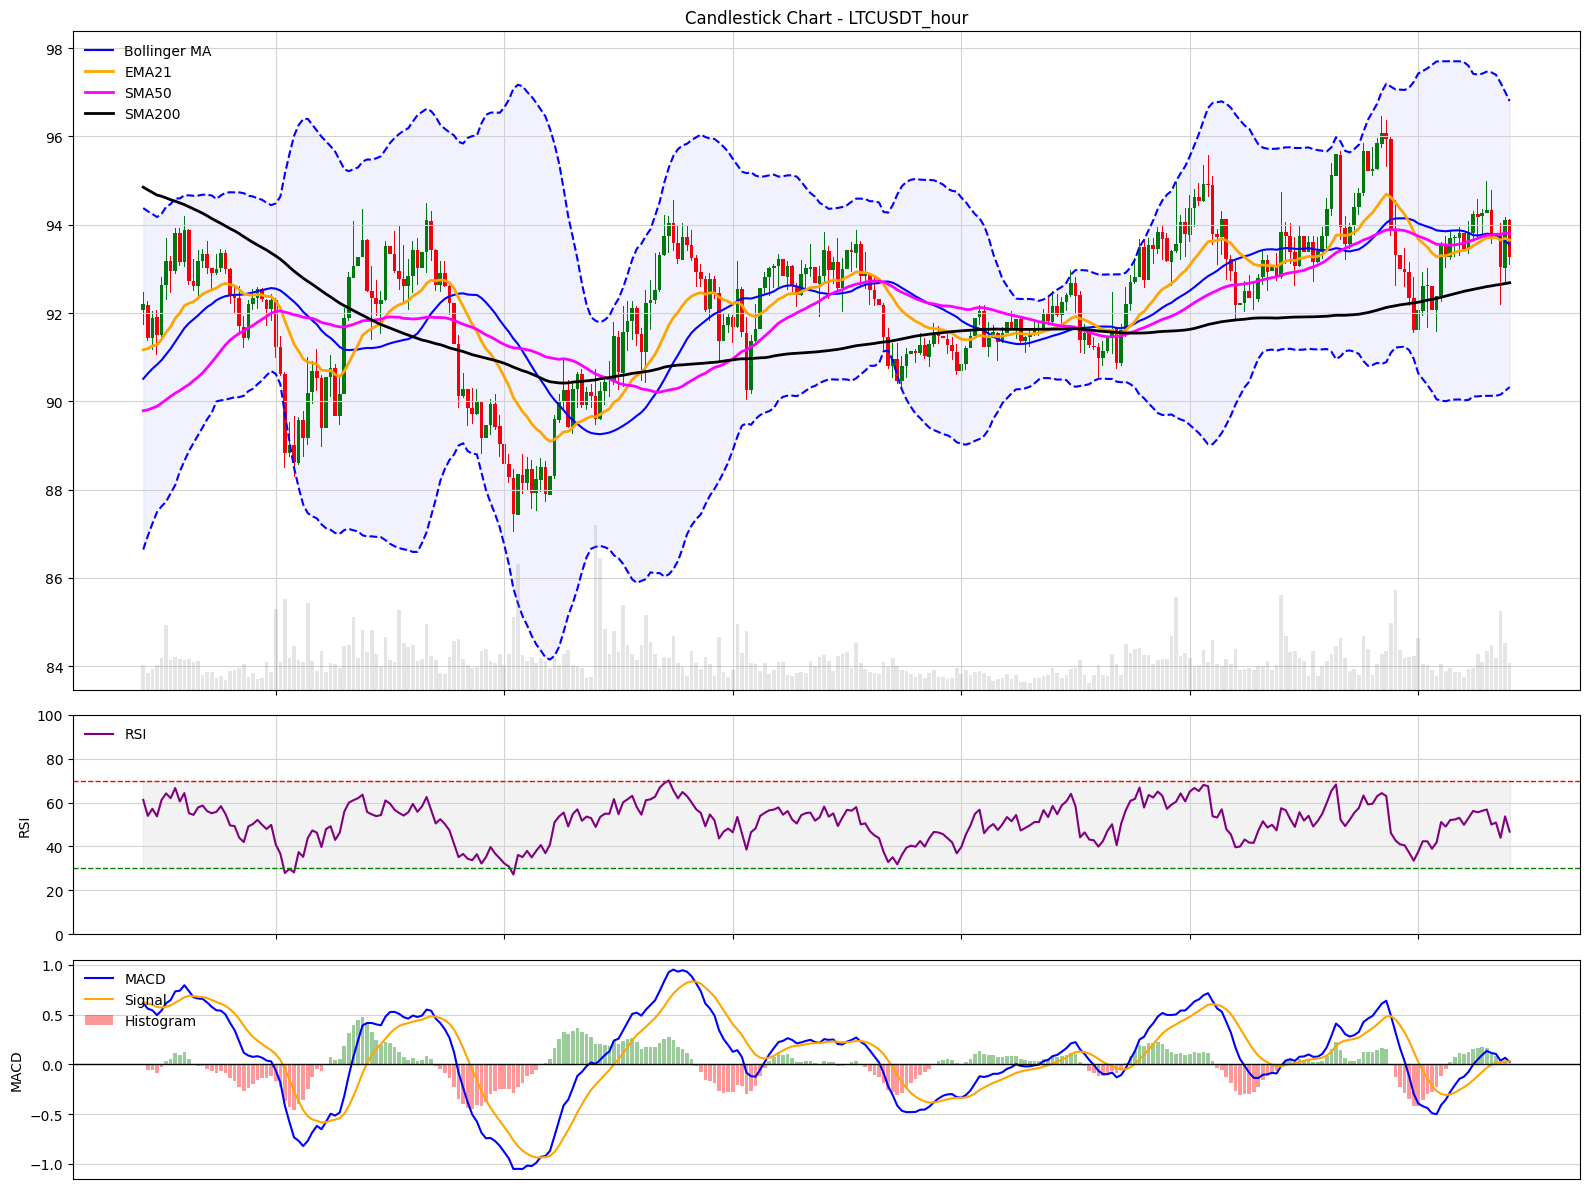 Candlestick Chart - LTCUSDT_hour
Bollinger MA
EMA21
SMA50
SMA200
98
96
94
92
90
88
86
84
RSI
RSI
100
80
60
40
20
0
MACD
Signal
Histogram
MACD
1.0
0.5
0.0
−0.5
−1.0